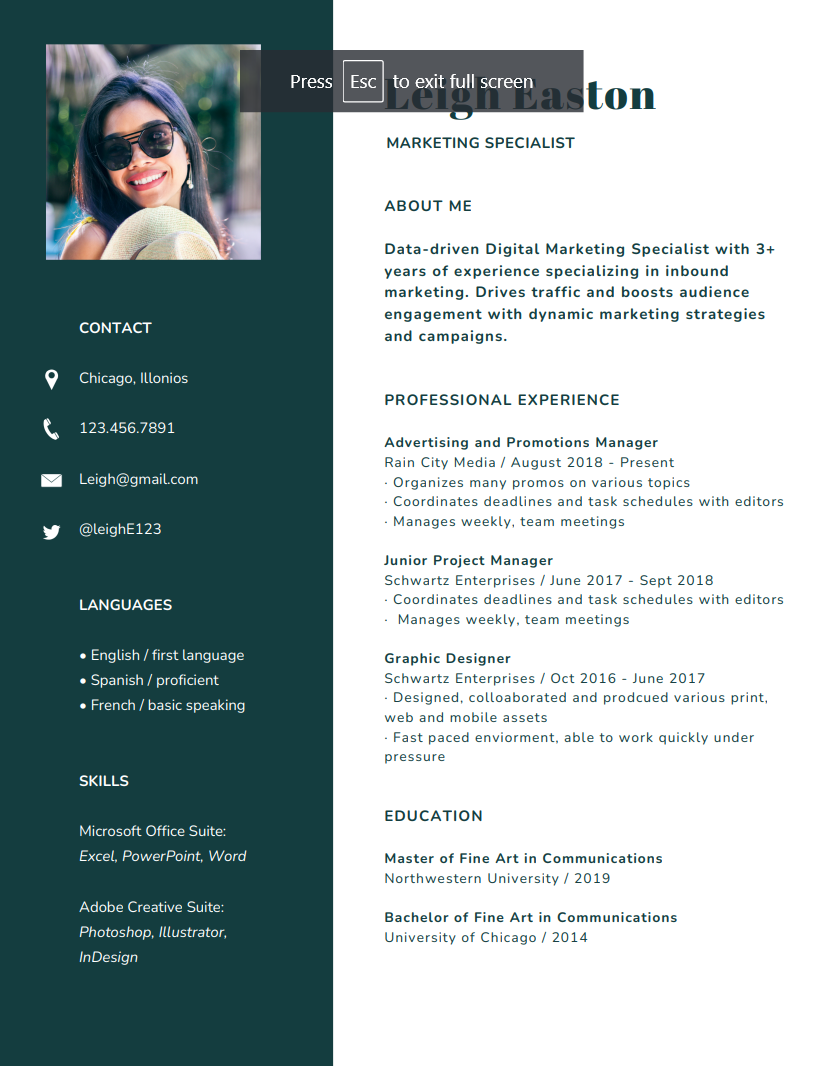 Press Esc to exit full screen
Leigh Easton
MARKETING SPECIALIST
CONTACT
Chicago, Illonios
123.456.7891
Leigh@gmail.com
@leighE123
LANGUAGES
• English / first language
• Spanish / proficient
• French / basic speaking
SKILLS
Microsoft Office Suite:
Excel, PowerPoint, Word
Adobe Creative Suite:
Photoshop, Illustrator,
InDesign
ABOUT ME
Data-driven Digital Marketing Specialist with 3+
years of experience specializing in inbound
marketing. Drives traffic and boosts audience
engagement with dynamic marketing strategies
and campaigns.
PROFESSIONAL EXPERIENCE
Advertising and Promotions Manager
Rain City Media / August 2018 - Present
· Organizes many promos on various topics
· Coordinates deadlines and task schedules with editors
· Manages weekly, team meetings
Junior Project Manager
Schwartz Enterprises / June 2017 - Sept 2018
· Coordinates deadlines and task schedules with editors
· Manages weekly, team meetings
Graphic Designer
Schwartz Enterprises / Oct 2016 - June 2017
· Designed, colloaborated and prodcued various print,
web and mobile assets
· Fast paced enviorment, able to work quickly under
pressure
EDUCATION
Master of Fine Art in Communications
Northwestern University / 2019
Bachelor of Fine Art in Communications
University of Chicago / 2014